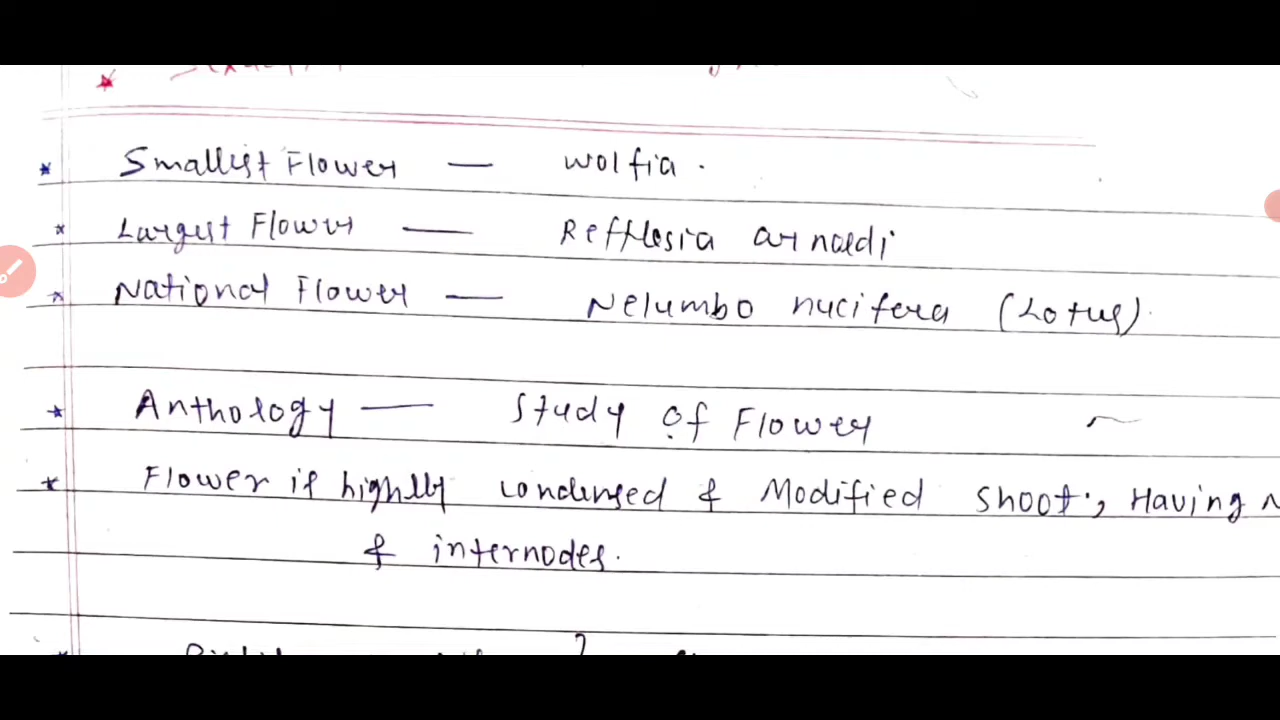 Smallest Flower — Wolfia.
Largest Flower — Refflesia arnoldi
National Flower — Nelumbo nucifera (Lotus).
Anthology — Study of Flower
Flower is highly condensed & Modified shoot, Having
& internodes.